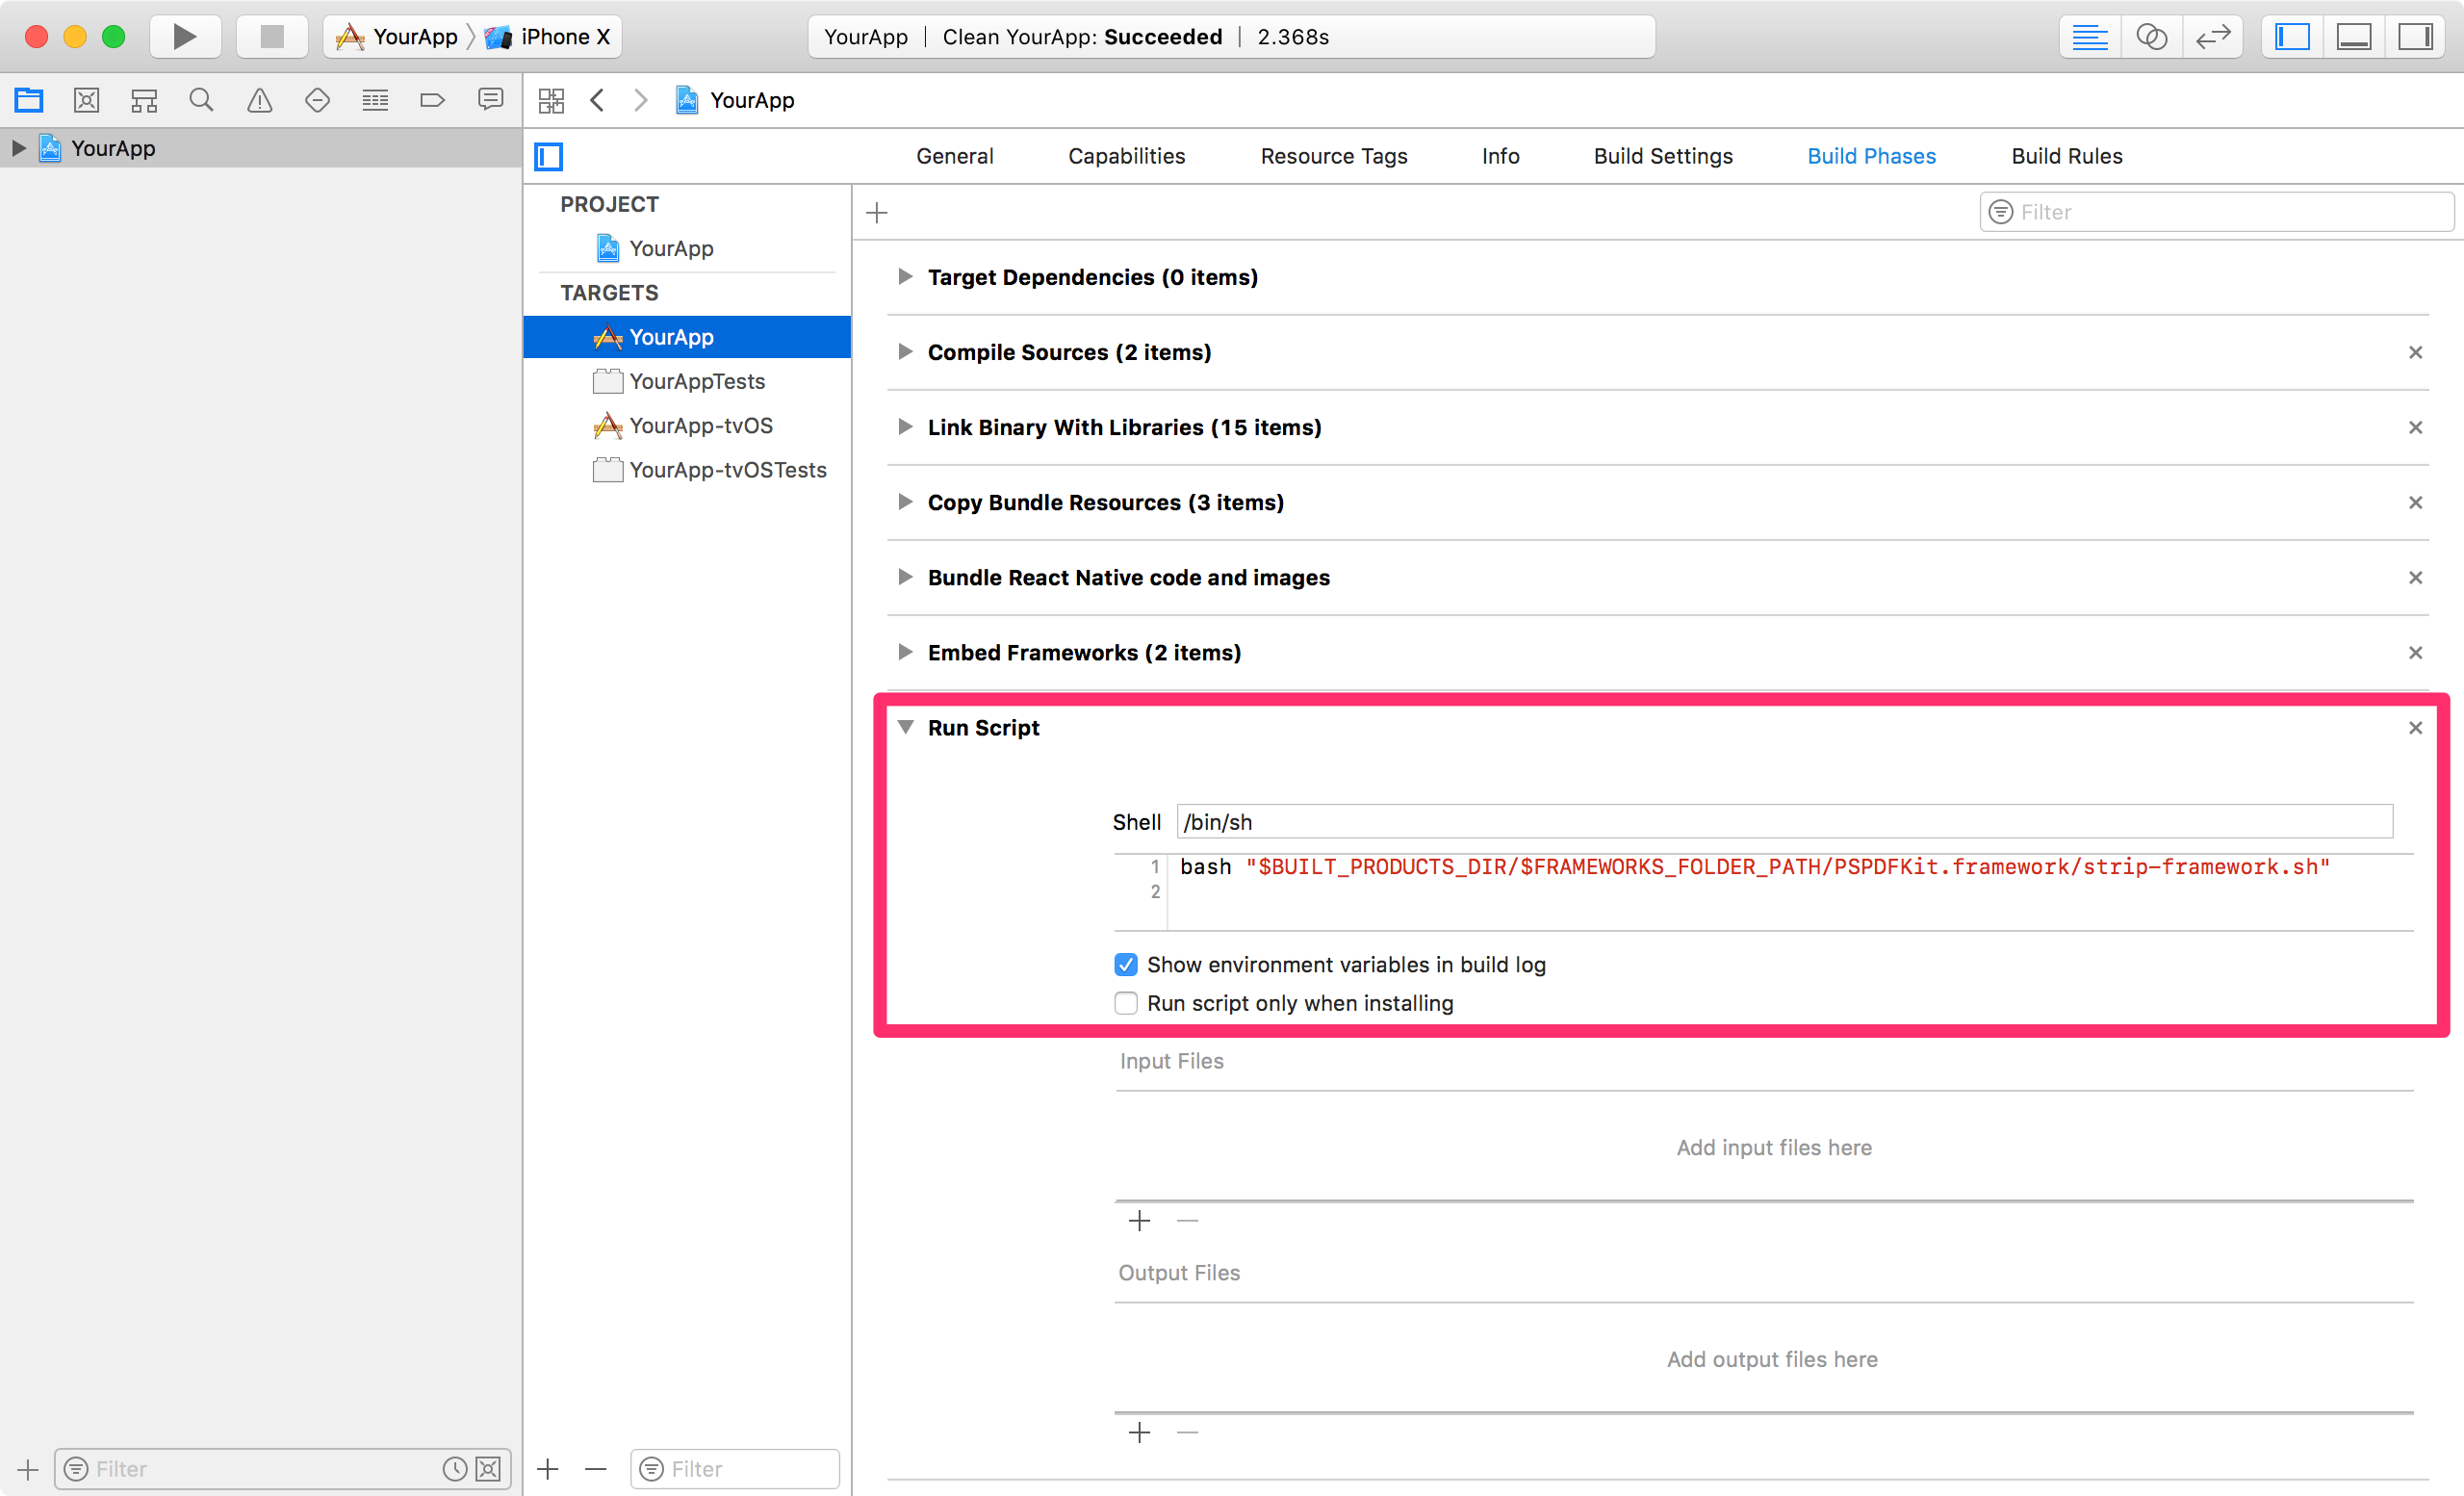 YourApp iPhone X YourApp Clean YourApp: Succeeded 2.368s
YourApp
YourApp
General Capabilities Resource Tags Info Build Settings Build Phases Build Rules
PROJECT
YourApp
TARGETS
YourApp
YourAppTests
YourApp-tvOS
YourApp-tvOSTests
Filter
Target Dependencies (0 items)
Compile Sources (2 items)
Link Binary With Libraries (15 items)
Copy Bundle Resources (3 items)
Bundle React Native code and images
Embed Frameworks (2 items)
Run Script
Shell /bin/sh
1 bash "$BUILT_PRODUCTS_DIR/$FRAMEWORKS_FOLDER_PATH/PSPDFKit.framework/strip-framework.sh"
2
Show environment variables in build log
Run script only when installing
Input Files
Add input files here
Output Files
Add output files here
Filter
Filter